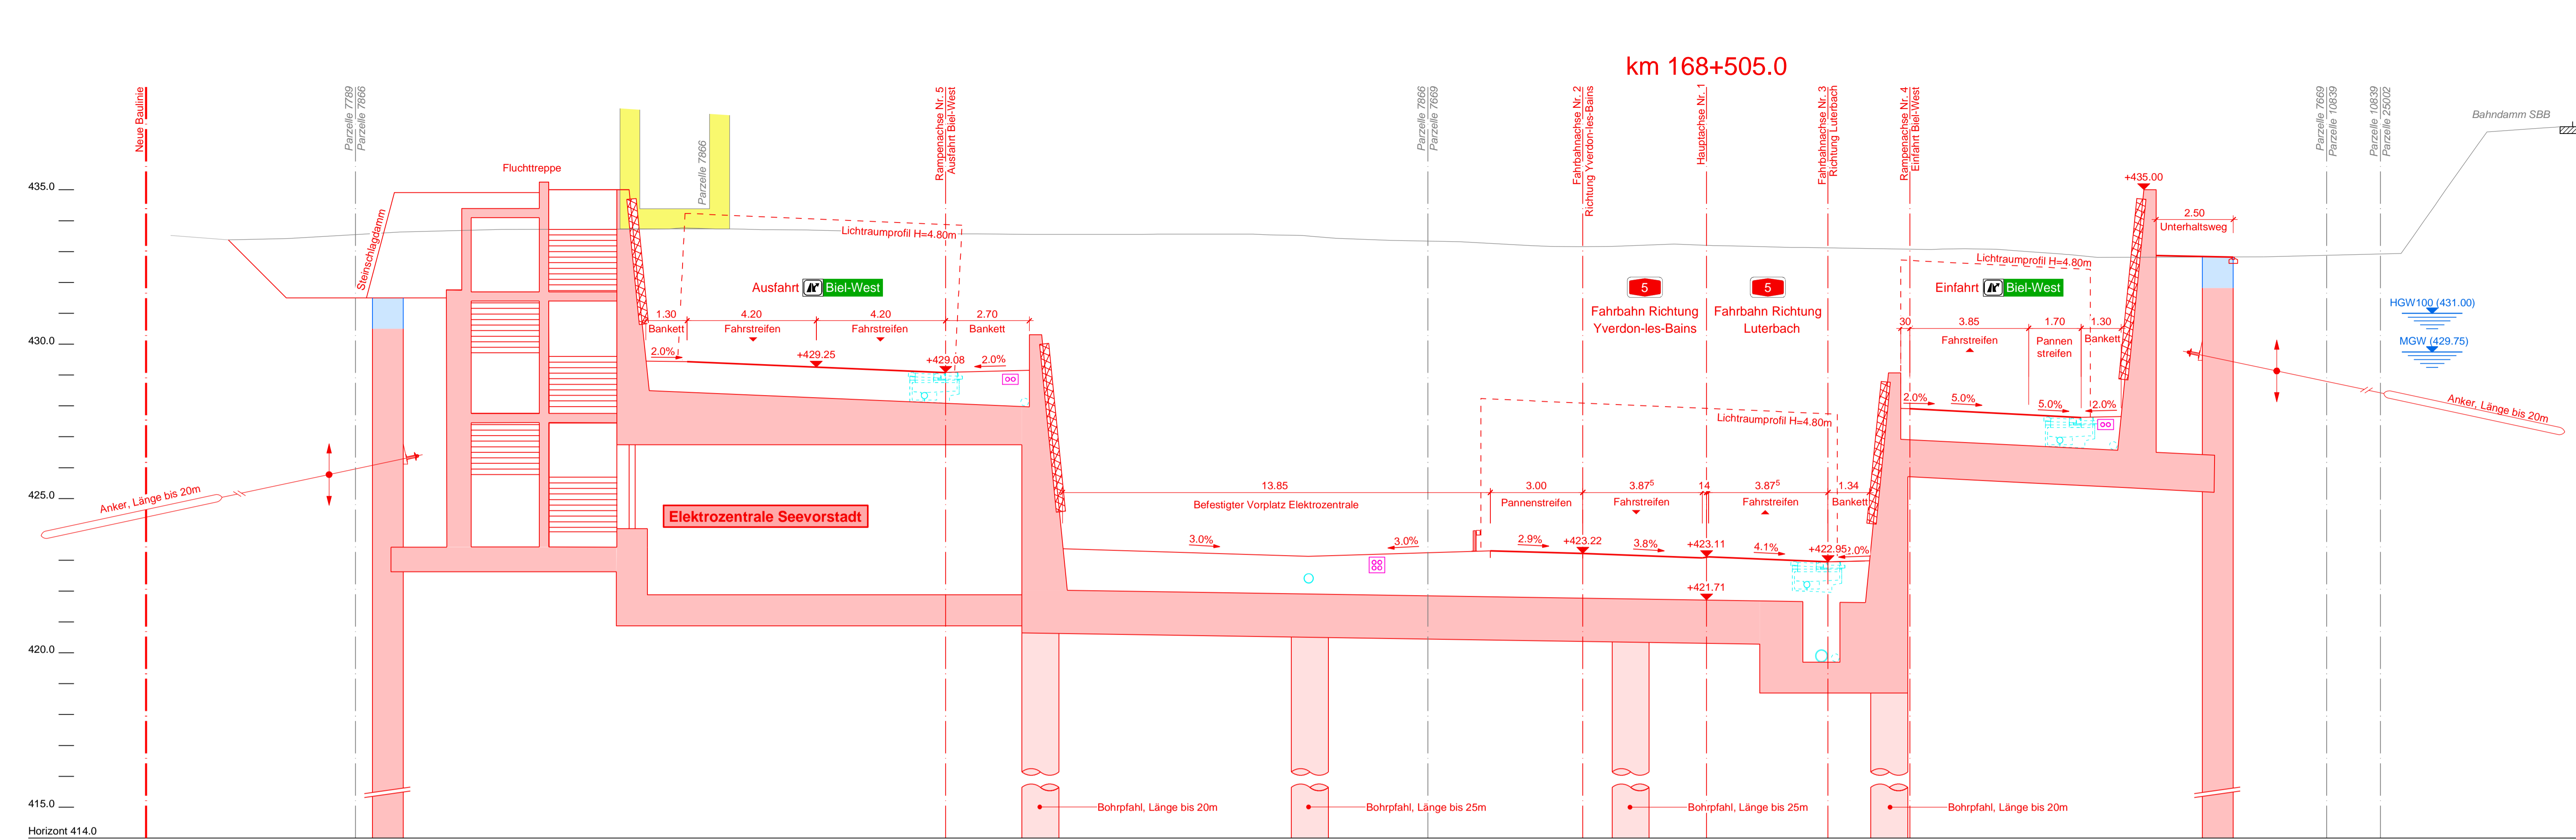 km 168+505.0
Neue Baulinie
Parzelle 7789
Parzelle 7866
Fluchttreppe
Parzelle 7866
Rampenachse Nr. 5
Ausfahrt Biel-West
Parzelle 7866
Parzelle 7669
Fahrbahnachse Nr. 2
Richtung Yverdon-les-Bains
Hauptachse Nr. 1
Fahrbahnachse Nr. 3
Richtung Luterbach
Rampenachse Nr. 4
Einfahrt Biel-West
Parzelle 7669
Parzelle 10839
Parzelle 10839
Parzelle 25002
Bahndamm SBB
435.0
430.0
425.0
420.0
415.0
Horizont 414.0
Steinschlagdamm
Lichtraumprofil H=4.80m
Ausfahrt Biel-West
1.30
Bankett
4.20
Fahrstreifen
4.20
Fahrstreifen
2.70
Bankett
2.0%
+429.25
+429.08
2.0%
5
Fahrbahn Richtung
Yverdon-les-Bains
5
Fahrbahn Richtung
Luterbach
+435.00
2.50
Unterhaltsweg
Lichtraumprofil H=4.80m
Einfahrt Biel-West
30
3.85
Fahrstreifen
1.70
Pannen
streifen
1.30
Bankett
2.0%
5.0%
5.0%
2.0%
HGW100 (431.00)
MGW (429.75)
Anker, Länge bis 20m
Anker, Länge bis 20m
Elektrozentrale Seevorstadt
Lichtraumprofil H=4.80m
13.85
Befestigter Vorplatz Elektrozentrale
3.00
Pannenstreifen
3.87⁵
Fahrstreifen
14
3.87⁵
Fahrstreifen
1.34
Bankett
3.0%
3.0%
2.9%
+423.22
3.8%
+423.11
4.1%
+422.95
2.0%
+421.71
Bohrpfahl, Länge bis 20m
Bohrpfahl, Länge bis 25m
Bohrpfahl, Länge bis 25m
Bohrpfahl, Länge bis 20m